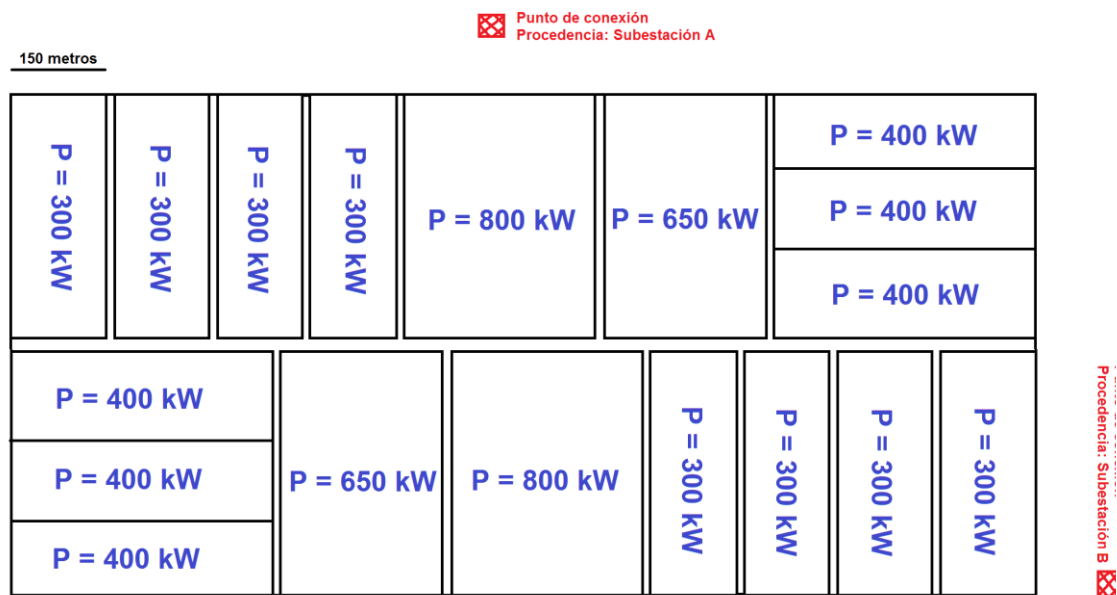 Punto de conexión
Procedencia: Subestación A
150 metros
P = 300 kW
P = 300 kW
P = 300 kW
P = 300 kW
P = 800 kW
P = 650 kW
P = 400 kW
P = 400 kW
P = 400 kW
P = 400 kW
P = 400 kW
P = 400 kW
P = 650 kW
P = 800 kW
P = 300 kW
P = 300 kW
P = 300 kW
P = 300 kW
Procedencia: Subestación B